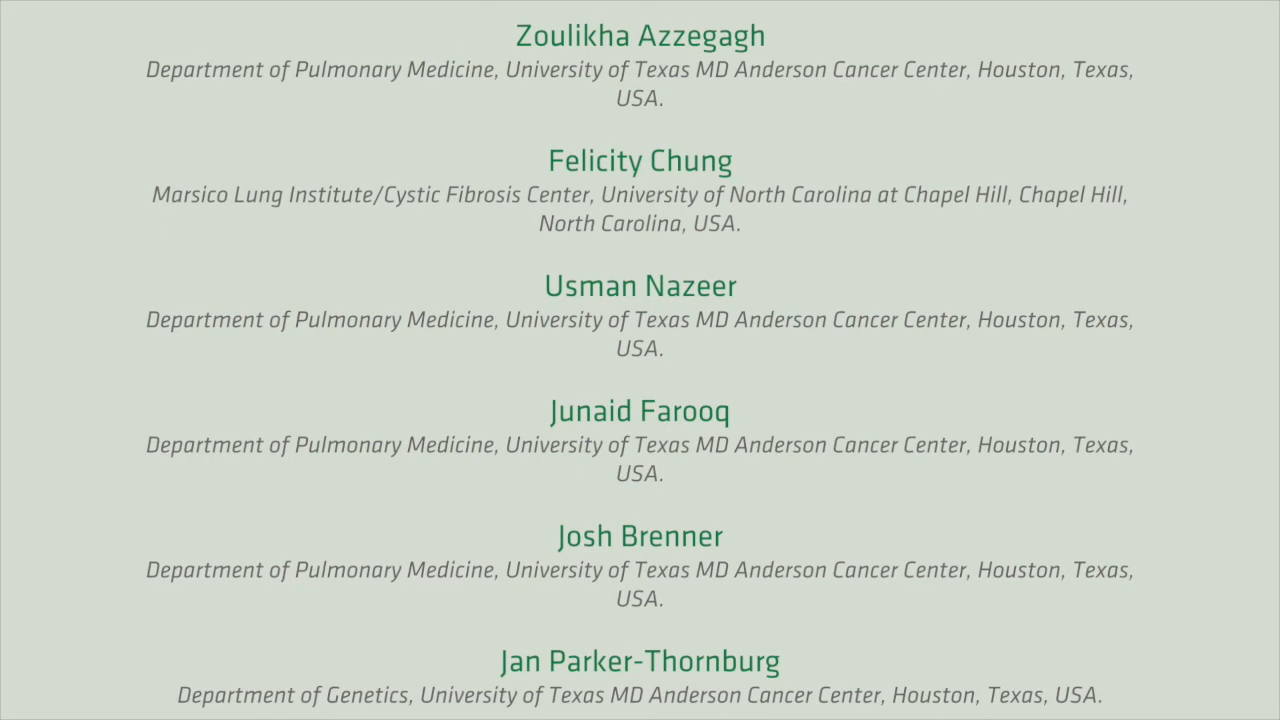 Zoulikha Azzegagh
Department of Pulmonary Medicine, University of Texas MD Anderson Cancer Center, Houston, Texas,
USA.
Felicity Chung
Marsico Lung Institute/Cystic Fibrosis Center, University of North Carolina at Chapel Hill, Chapel Hill,
North Carolina, USA.
Usman Nazeer
Department of Pulmonary Medicine, University of Texas MD Anderson Cancer Center, Houston, Texas,
USA.
Junaid Farooq
Department of Pulmonary Medicine, University of Texas MD Anderson Cancer Center, Houston, Texas,
USA.
Josh Brenner
Department of Pulmonary Medicine, University of Texas MD Anderson Cancer Center, Houston, Texas,
USA.
Jan Parker-Thornburg
Department of Genetics, University of Texas MD Anderson Cancer Center, Houston, Texas, USA.